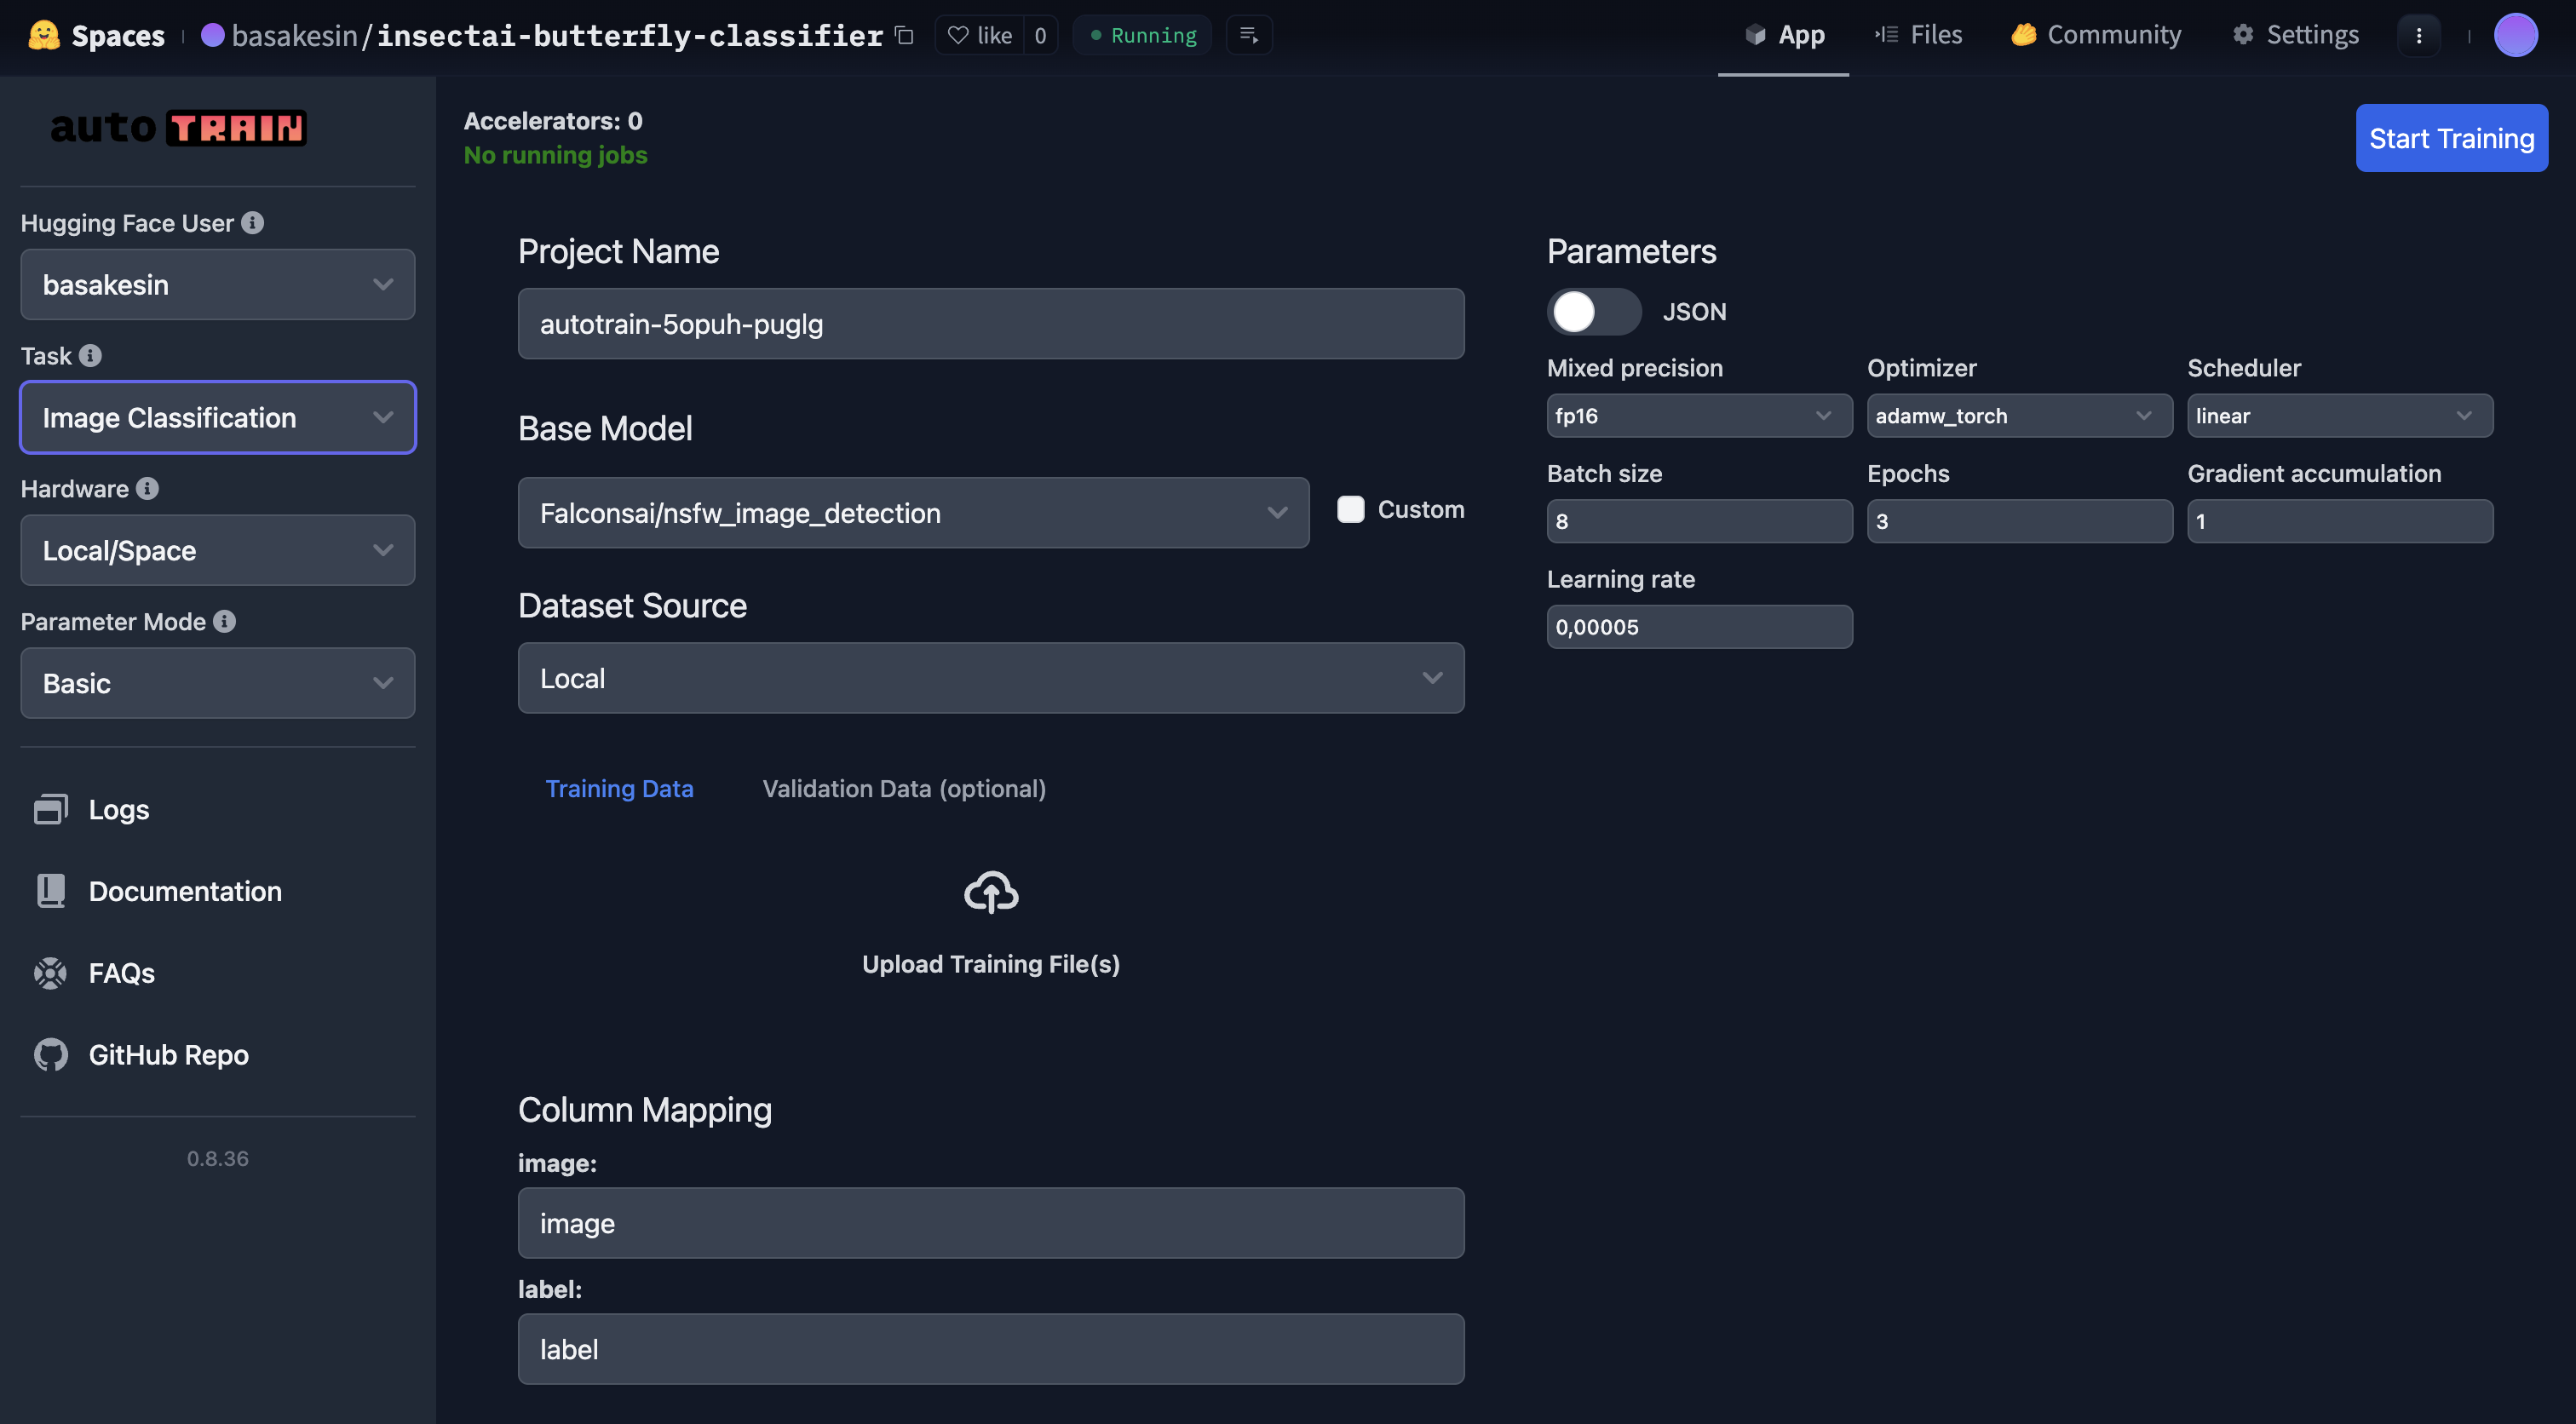 Spaces basakesin/insectai-butterfly-classifier like 0 Running App Files Community Settings
autoTRAIN
Hugging Face User
basakesin
Task
Image Classification
Hardware
Local/Space
Parameter Mode
Basic
Logs
Documentation
FAQs
GitHub Repo
0.8.36
Accelerators: 0
No running jobs
Start Training
Project Name
autotrain-5opuh-puglg
Base Model
Falconsai/nsfw_image_detection
Custom
Dataset Source
Local
Training Data Validation Data (optional)
Upload Training File(s)
Column Mapping
image:
image
label:
label
Parameters
JSON
Mixed precision Optimizer Scheduler
fp16 adamw_torch linear
Batch size Epochs Gradient accumulation
8 3 1
Learning rate
0,00005